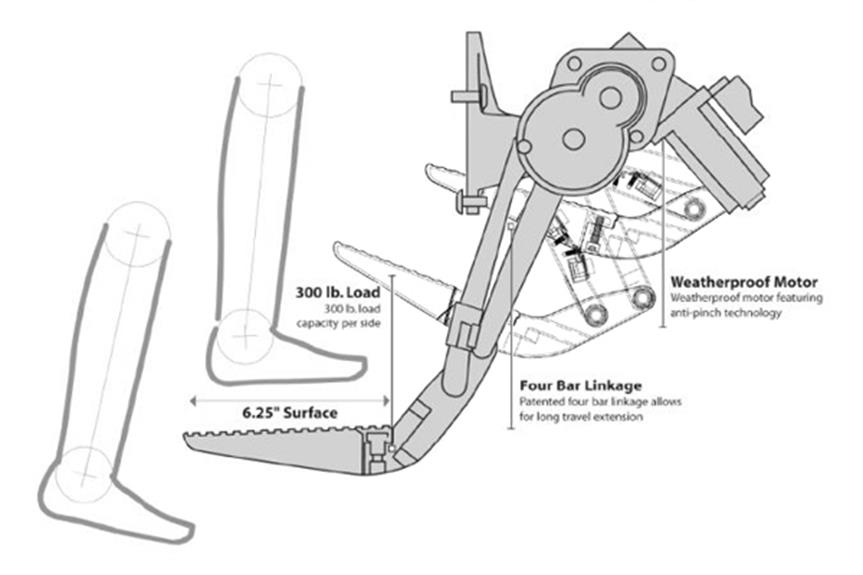 300 lb. Load
300 lb. load
capacity per side
6.25" Surface
Four Bar Linkage
Patented four bar linkage allows
for long travel extension
Weatherproof Motor
Weatherproof motor featuring
anti-pinch technology